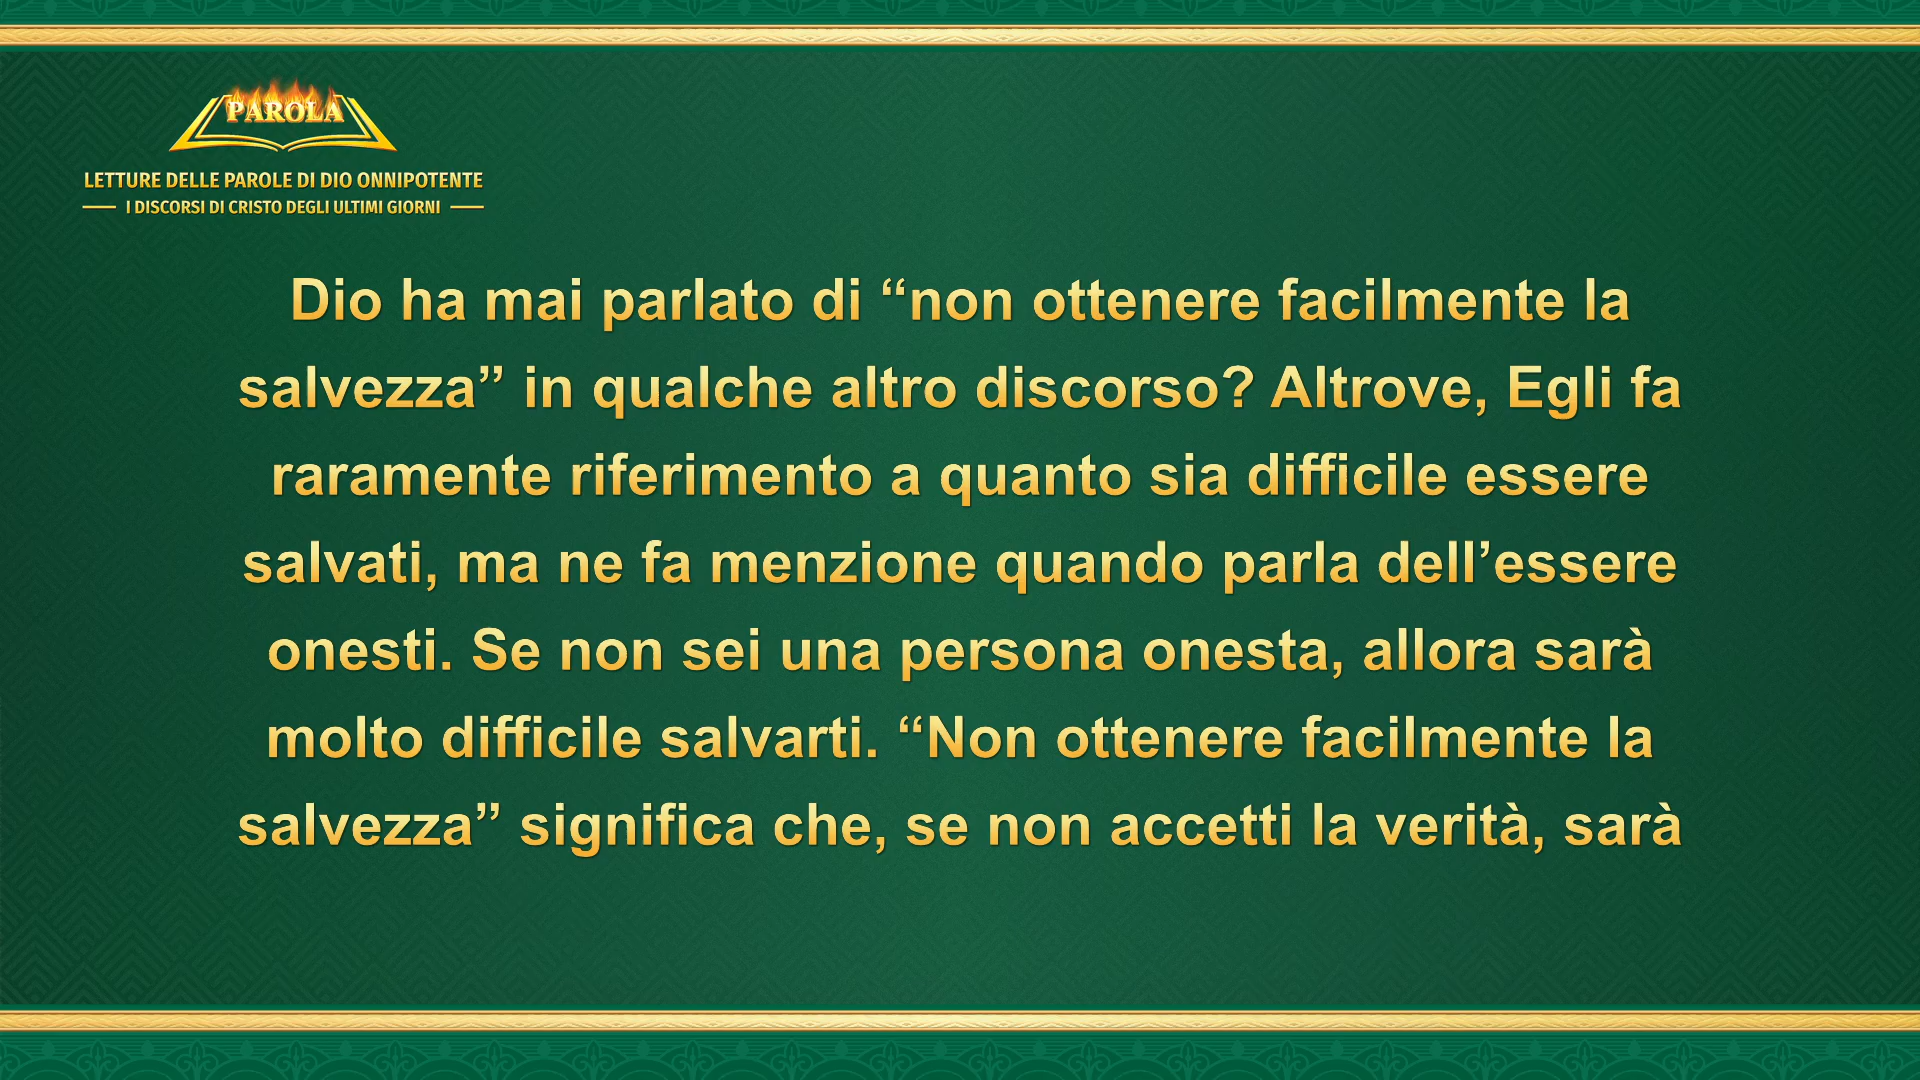 PAROLA
LETTURE DELLE PAROLE DI DIO ONNIPOTENTE
I DISCORSI DI CRISTO DEGLI ULTIMI GIORNI
Dio ha mai parlato di “non ottenere facilmente la
salvezza” in qualche altro discorso? Altrove, Egli fa
raramente riferimento a quanto sia difficile essere
salvati, ma ne fa menzione quando parla dell’essere
onesti. Se non sei una persona onesta, allora sarà
molto difficile salvarti. “Non ottenere facilmente la
salvezza” significa che, se non accetti la verità, sarà